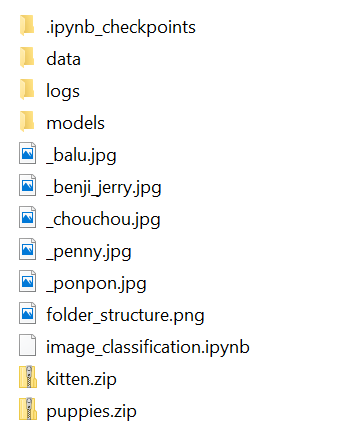 .ipynb_checkpoints
data
logs
models
_balu.jpg
_benji_jerry.jpg
_chouchou.jpg
_penny.jpg
_ponpon.jpg
folder_structure.png
image_classification.ipynb
kitten.zip
puppies.zip